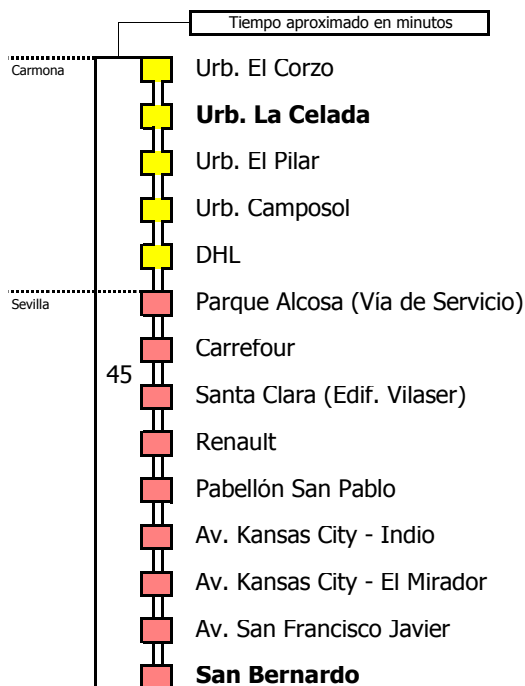 Tiempo aproximado en minutos
Carmona
Urb. El Corzo
Urb. La Celada
Urb. El Pilar
Urb. Camposol
DHL
Sevilla
Parque Alcosa (Vía de Servicio)
Carrefour
45
Santa Clara (Edif. Vilaser)
Renault
Pabellón San Pablo
Av. Kansas City - Indio
Av. Kansas City - El Mirador
Av. San Francisco Javier
San Bernardo